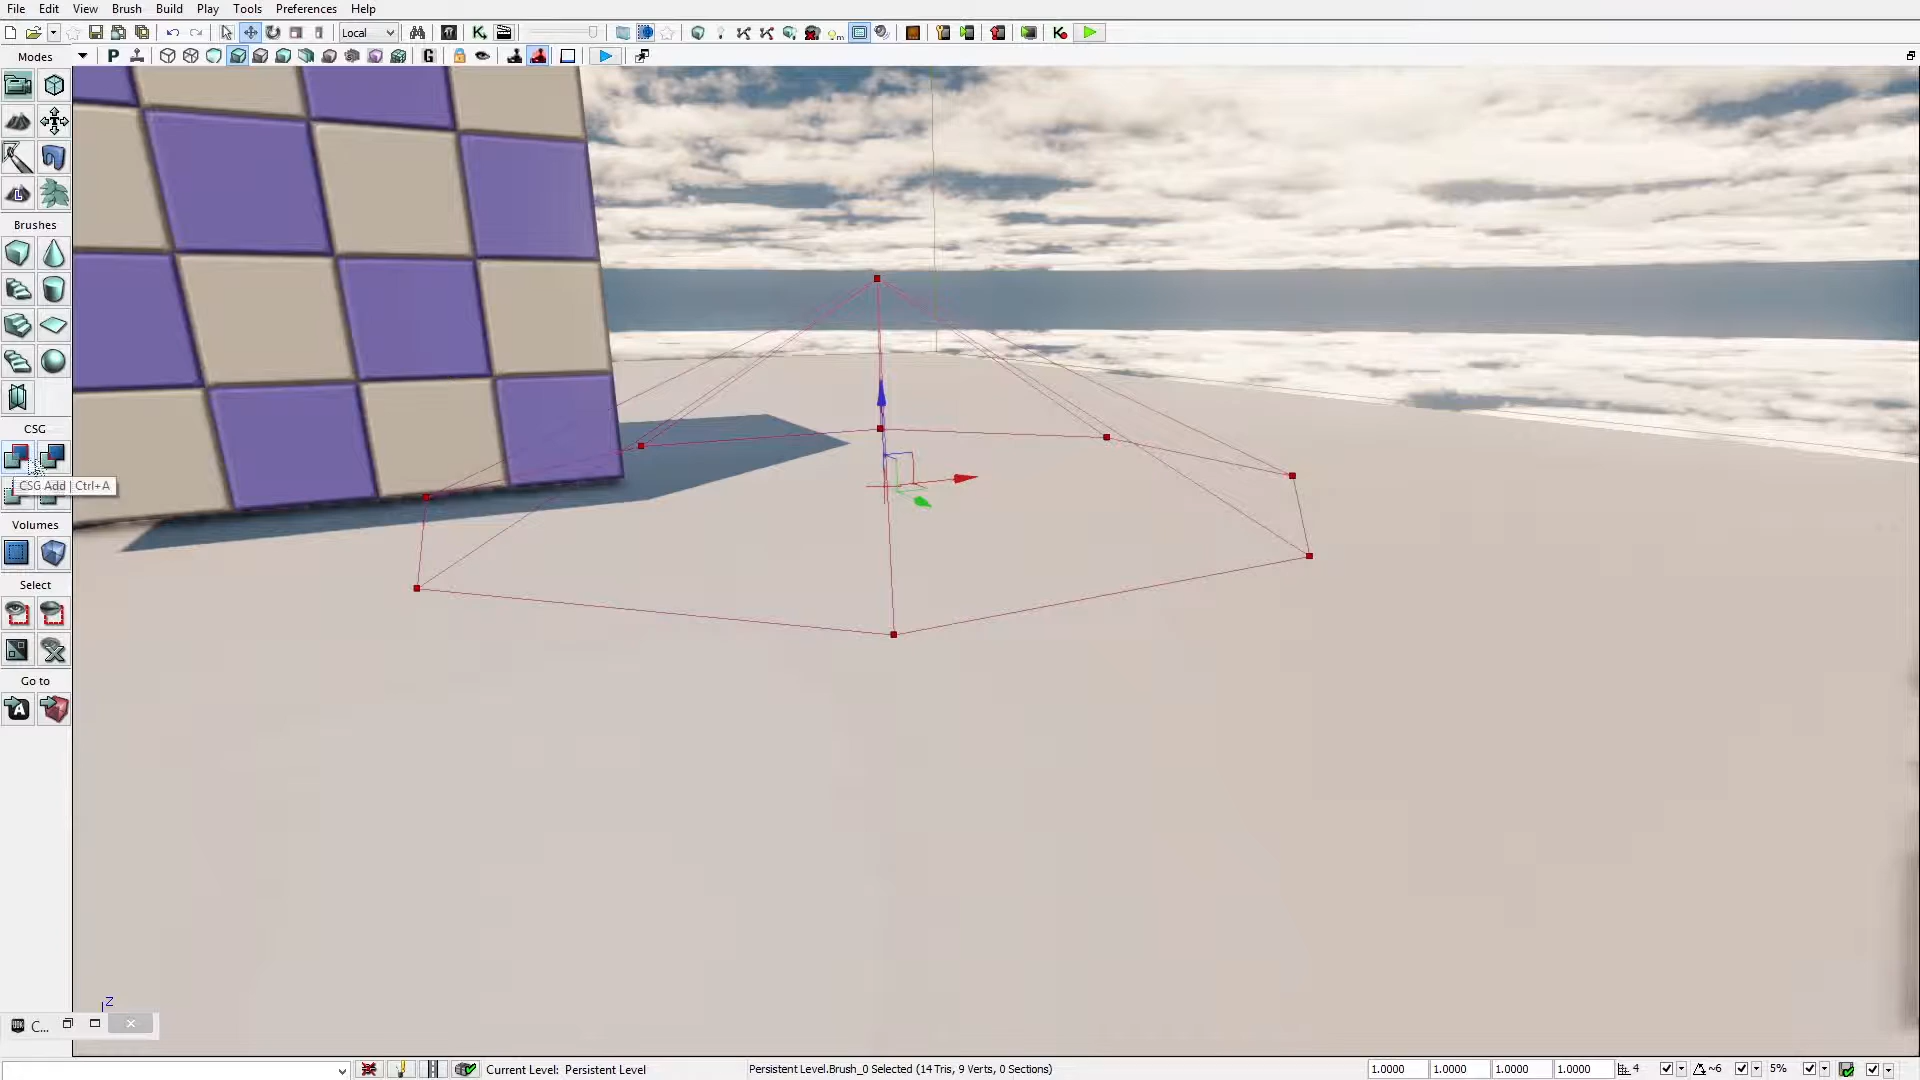 File Edit View Brush Build Play Tools Preferences Help
Local
Modes
P
G
L
Brushes
CSG
CSG Add | Ctrl+A
Volumes
Select
Go to
A
Z
C...
Current Level: Persistent Level
Persistent Level.Brush_0 Selected (14 Tris, 9 Verts, 0 Sections)
1.0000 1.0000 1.0000 1.0000 4 ~6 5%